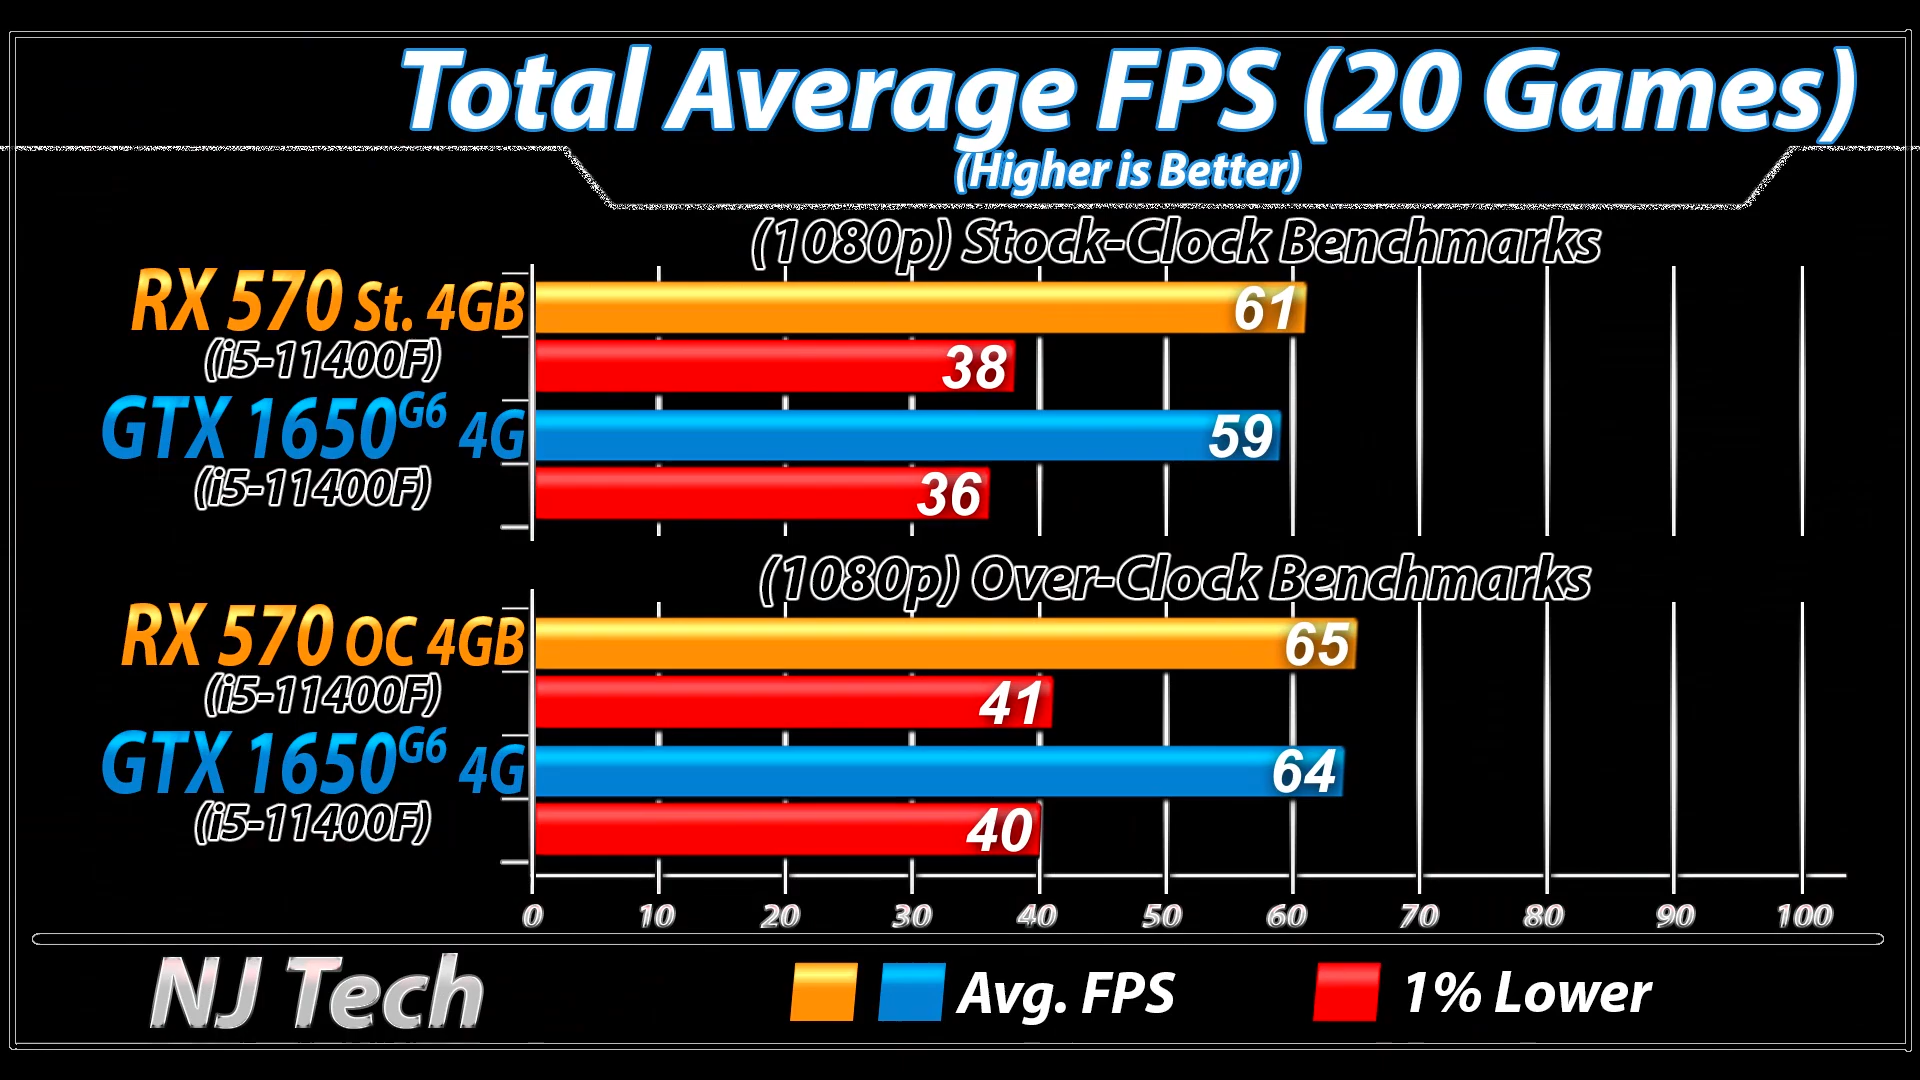 Total Average FPS (20 Games)
(Higher is Better)
(1080p) Stock-Clock Benchmarks
RX 570 St. 4GB
61
(i5-11400F)
38
GTX 1650G6 4G
59
(i5-11400F)
36
(1080p) Over-Clock Benchmarks
RX 570 OC 4GB
65
(i5-11400F)
41
GTX 1650G6 4G
64
(i5-11400F)
40
0 10 20 30 40 50 60 70 80 90 100
NJ Tech
Avg. FPS
1% Lower